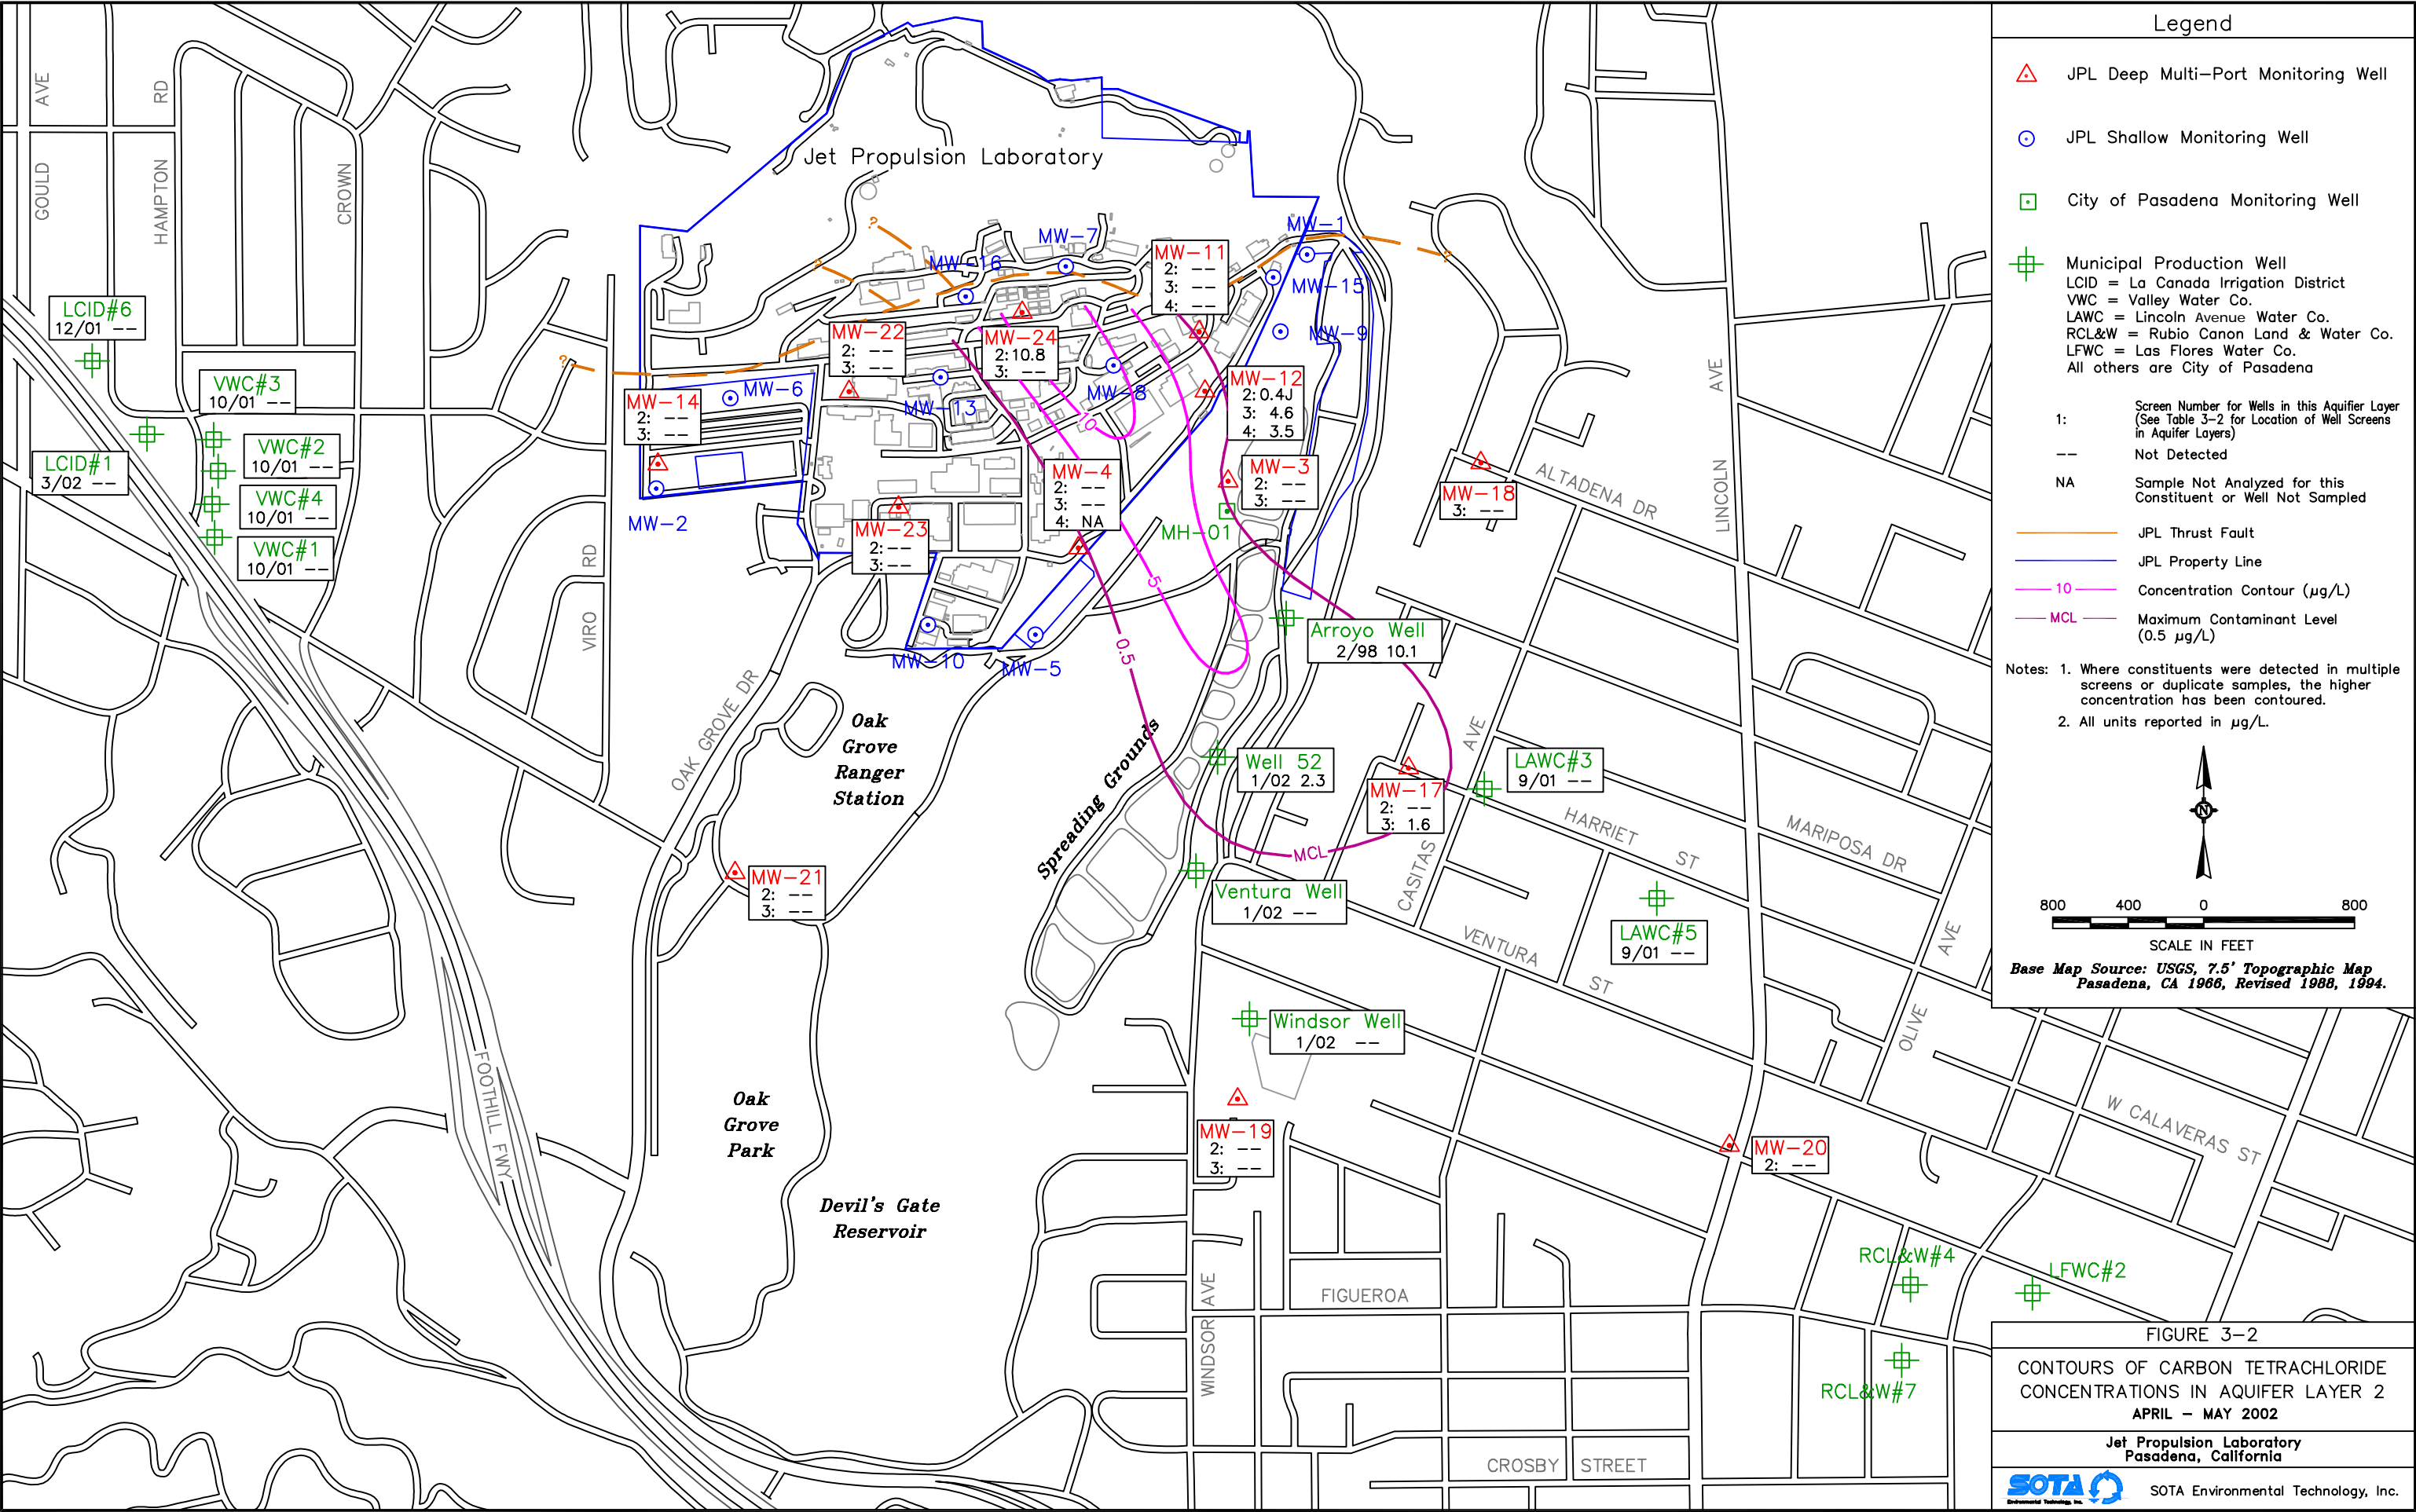 GOULD
AVE
HAMPTON
RD
CROWN
Jet Propulsion Laboratory
LCID#6
12/01 --
VWC#3
10/01 --
LCID#1
3/02 --
VWC#2
10/01 --
VWC#4
10/01 --
VWC#1
10/01 --
VIRO
RD
?
?
?
?
MW-14
2: --
3: --
MW-6
MW-2
MW-22
2: --
3: --
MW-16
MW-7
MW-24
2:10.8
3: --
MW-13
MW-8
10
MW-11
2: --
3: --
4: --
MW-1
MW-15
MW-9
MW-12
2:0.4J
3: 4.6
4: 3.5
MW-4
2: --
3: --
4: NA
MW-3
2: --
3: --
MH-01
MW-23
2:--
3:--
MW-10
MW-5
5
0.5
MW-18
3: --
ALTADENA DR
LINCOLN
AVE
Arroyo Well
2/98 10.1
OAK GROVE DR
Oak
Grove
Ranger
Station
Spreading Grounds
Well 52
1/02 2.3
MW-17
2: --
3: 1.6
MCL
LAWC#3
9/01 --
CASITAS
AVE
HARRIET
ST
MARIPOSA DR
MW-21
2: --
3: --
Ventura Well
1/02 --
LAWC#5
9/01 --
VENTURA
ST
OLIVE
AVE
Windsor Well
1/02 --
FOOTHILL FWY
Oak
Grove
Park
Devil's Gate
Reservoir
MW-19
2: --
3: --
MW-20
2: --
W CALAVERAS ST
RCL&W#4
LFWC#2
RCL&W#7
WINDSOR
AVE
FIGUEROA
CROSBY
STREET
Legend
JPL Deep Multi-Port Monitoring Well
JPL Shallow Monitoring Well
City of Pasadena Monitoring Well
Municipal Production Well
LCID = La Canada Irrigation District
VWC = Valley Water Co.
LAWC = Lincoln Avenue Water Co.
RCL&W = Rubio Canon Land & Water Co.
LFWC = Las Flores Water Co.
All others are City of Pasadena
1: Screen Number for Wells in this Aquifer Layer
(See Table 3-2 for Location of Well Screens
in Aquifer Layers)
-- Not Detected
NA Sample Not Analyzed for this
Constituent or Well Not Sampled
JPL Thrust Fault
JPL Property Line
10 Concentration Contour (µg/L)
MCL Maximum Contaminant Level
(0.5 µg/L)
Notes: 1. Where constituents were detected in multiple
screens or duplicate samples, the higher
concentration has been contoured.
2. All units reported in µg/L.
N
800 400 0 800
SCALE IN FEET
Base Map Source: USGS, 7.5' Topographic Map
Pasadena, CA 1966, Revised 1988, 1994.
FIGURE 3-2
CONTOURS OF CARBON TETRACHLORIDE
CONCENTRATIONS IN AQUIFER LAYER 2
APRIL - MAY 2002
Jet Propulsion Laboratory
Pasadena, California
SOTA
Environmental Technology, Inc.
SOTA Environmental Technology, Inc.